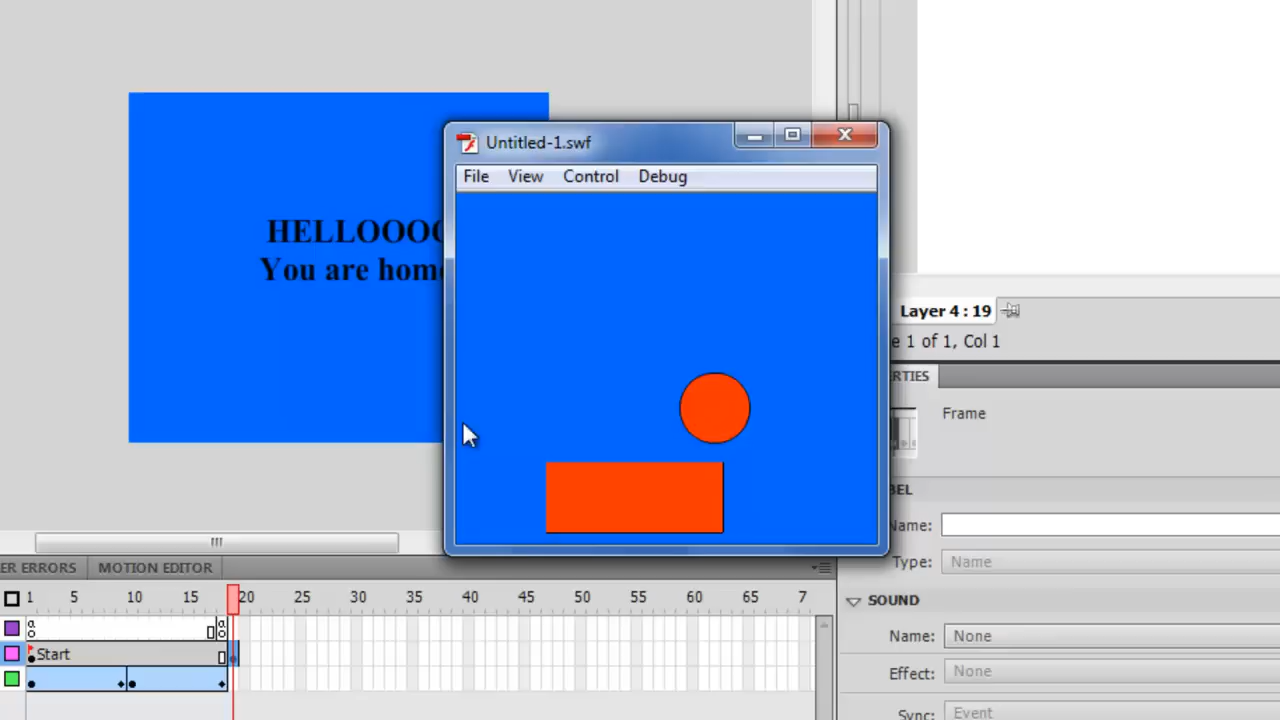 HELLOOOO
You are home
Untitled-1.swf
File View Control Debug
Layer 4 : 19
1 of 1, Col 1
Frame
Name:
Type: Name
SOUND
Name: None
Effect: None
Sync: Event
MOTION EDITOR
ER ERRORS
1 5 10 15 20 25 30 35 40 45 50 55 60 65 7
Start